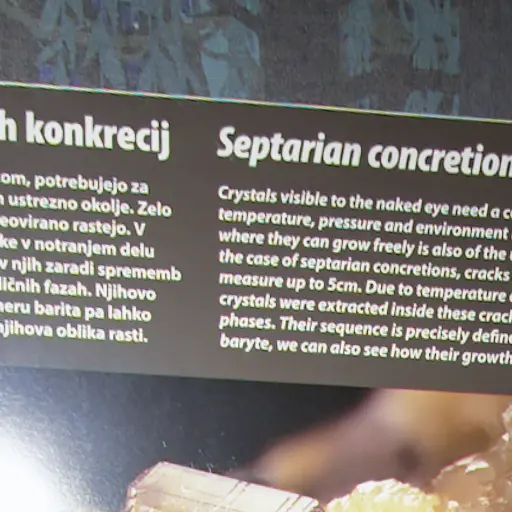 h konkrecij
om, potrebujejo za
ustrezno okolje. Zelo
eovirano rastejo. V
ke v notranjem delu
v njih zaradi sprememb
ličnih fazah. Njihovo
neru barita pa lahko
njihova oblika rasti.
Septarian concretion
Crystals visible to the naked eye need a c
temperature, pressure and environment
where they can grow freely is also of the
the case of septarian concretions, cracks
measure up to 5cm. Due to temperature
crystals were extracted inside these crac
phases. Their sequence is precisely define
baryte, we can also see how their growth